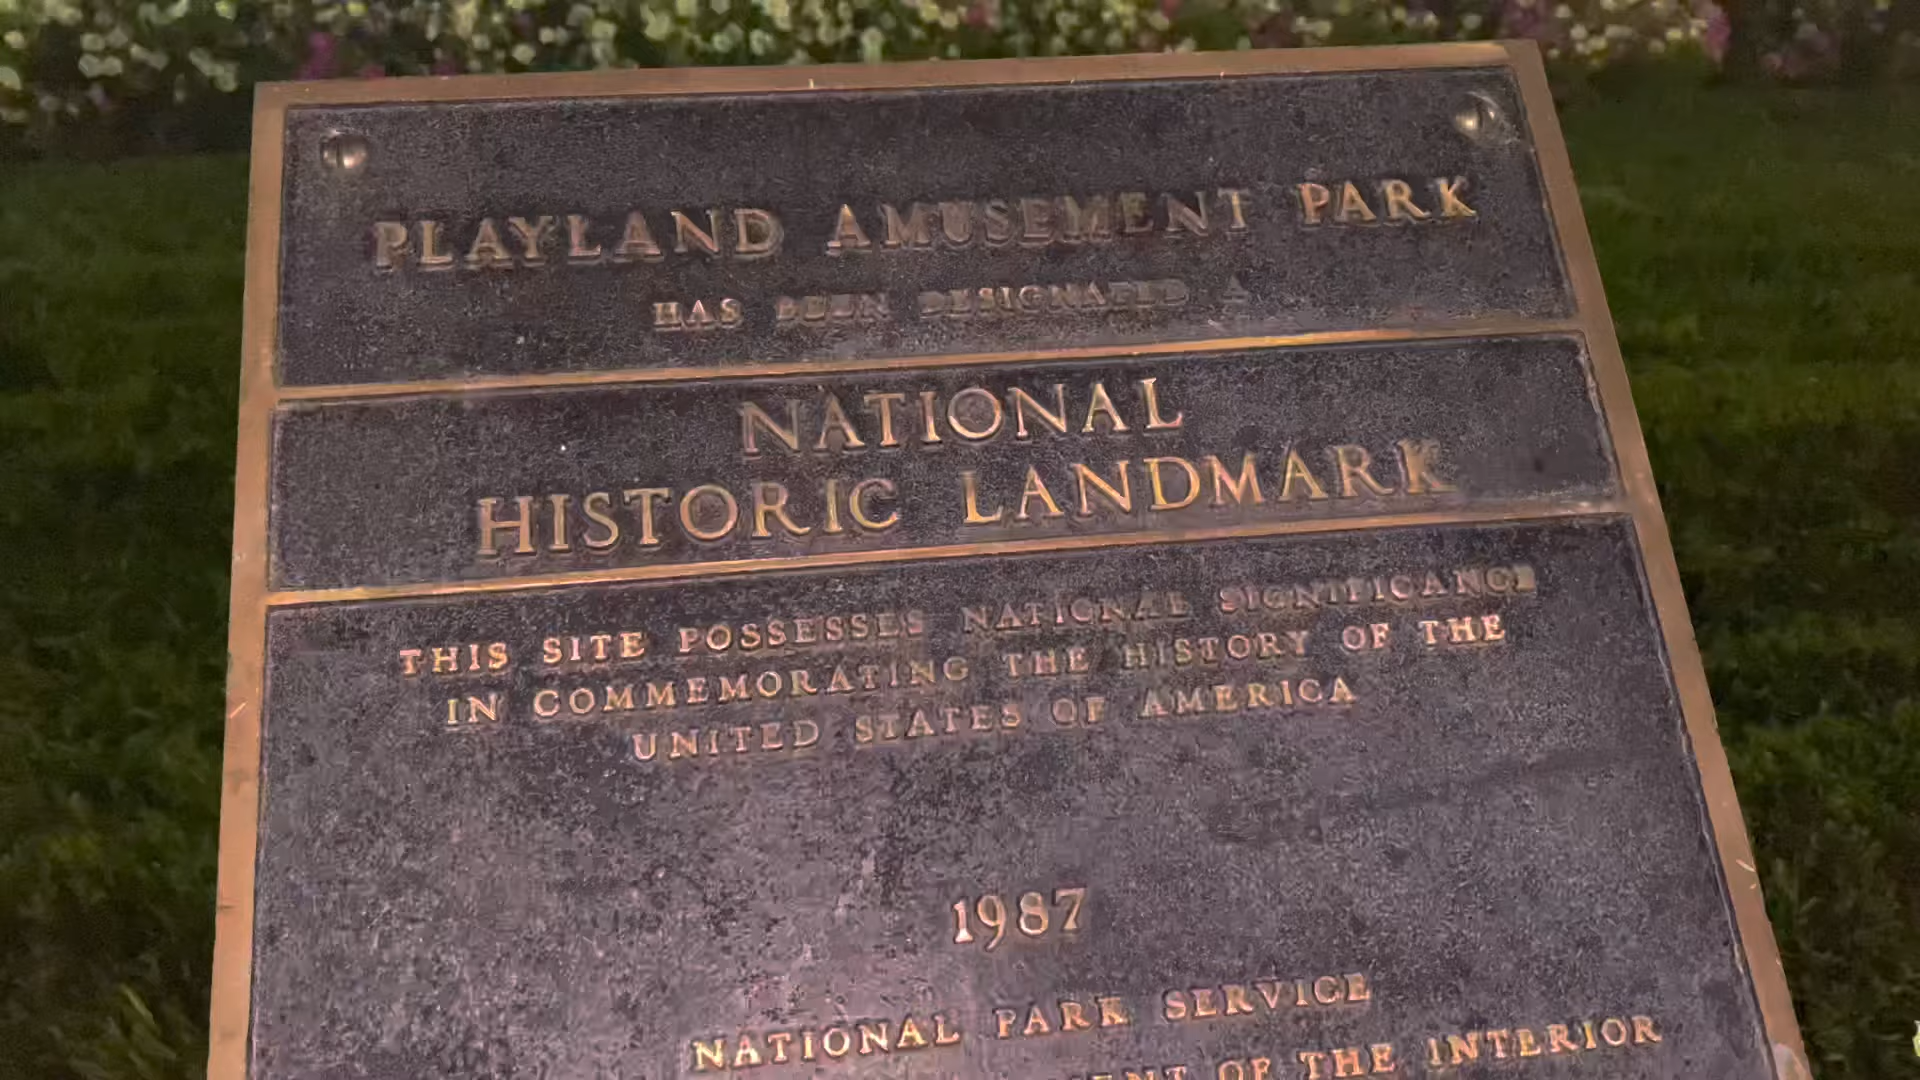 PLAYLAND AMUSEMENT PARK
HAS BEEN DESIGNATED A
NATIONAL
HISTORIC LANDMARK
THIS SITE POSSESSES NATIONAL SIGNIFICANCE
IN COMMEMORATING THE HISTORY OF THE
UNITED STATES OF AMERICA
1987
NATIONAL PARK SERVICE
OF THE INTERIOR